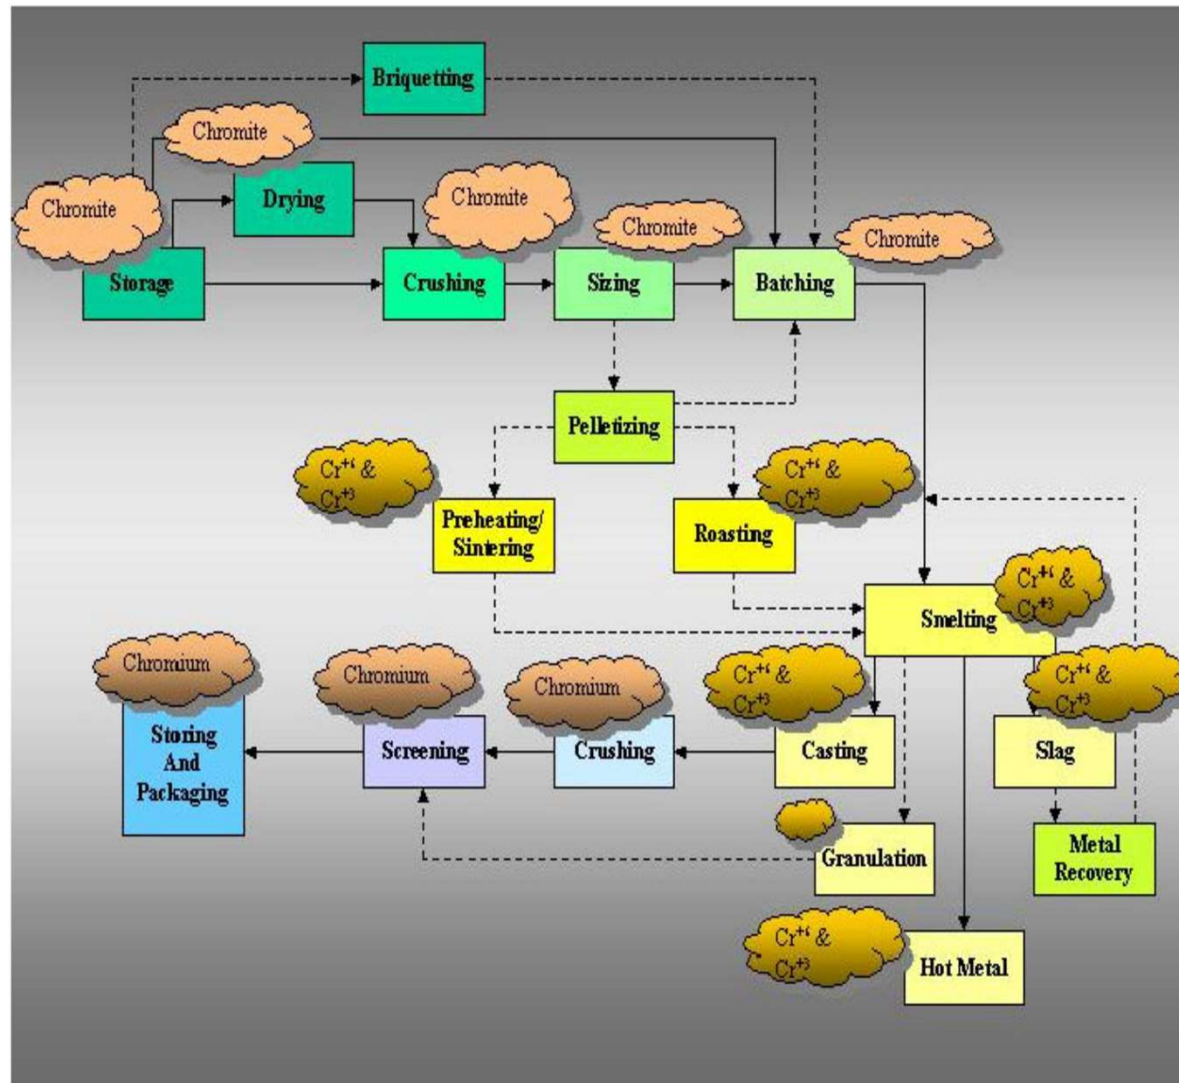 Briquetting
Chromite
Chromite
Drying
Chromite
Chromite
Chromite
Storage
Crushing
Sizing
Batching
Pelletizing
Cr+6 &
Cr+3
Cr+6 &
Cr+3
Preheating/
Sintering
Roasting
Cr+6 &
Cr+3
Smelting
Chromium
Chromium
Chromium
Cr+6 &
Cr+3
Cr+6 &
Cr+3
Storing
And
Packaging
Screening
Crushing
Casting
Slag
Granulation
Metal
Recovery
Cr+6 &
Cr+3
Hot Metal